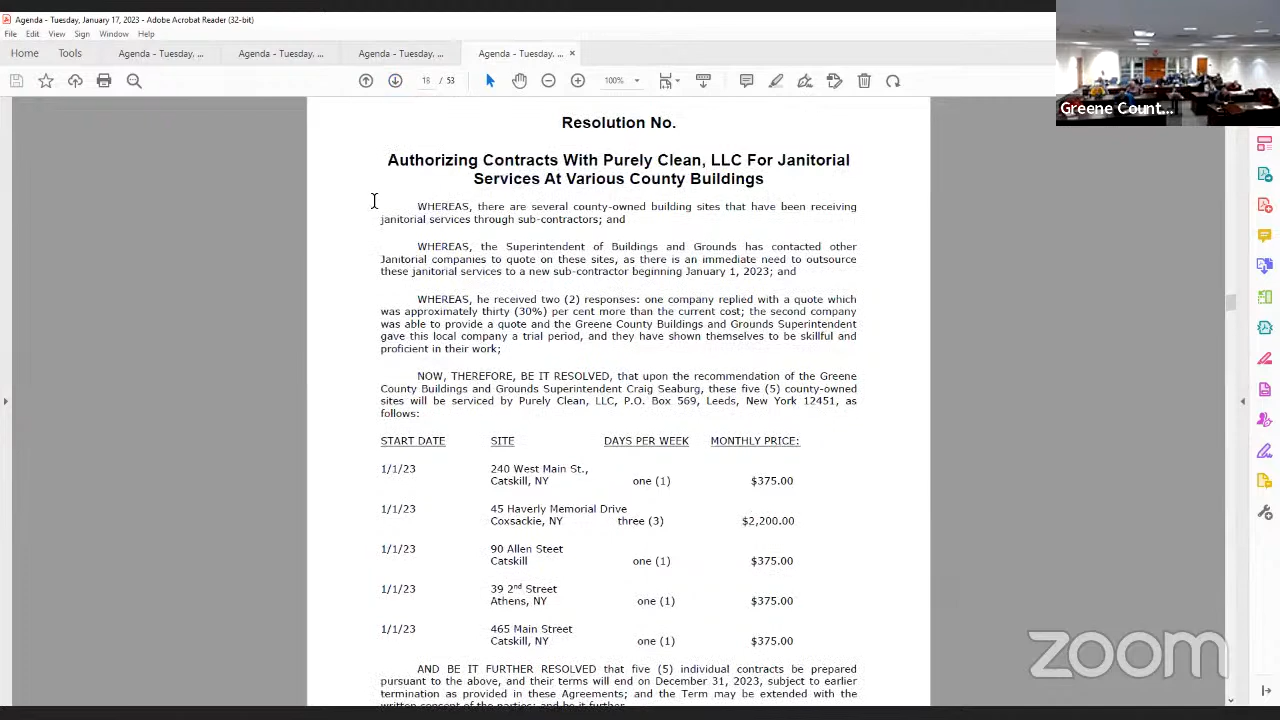 Agenda - Tuesday, January 17, 2023 - Adobe Acrobat Reader (32-bit)
File Edit View Sign Window Help
Home Tools Agenda - Tuesday, ... Agenda - Tuesday, ... Agenda - Tuesday, ... Agenda - Tuesday, ... ×
18 / 53 100%
Greene Count...
Resolution No.
Authorizing Contracts With Purely Clean, LLC For Janitorial
Services At Various County Buildings
WHEREAS, there are several county-owned building sites that have been receiving
janitorial services through sub-contractors; and
WHEREAS, the Superintendent of Buildings and Grounds has contacted other
Janitorial companies to quote on these sites, as there is an immediate need to outsource
these janitorial services to a new sub-contractor beginning January 1, 2023; and
WHEREAS, he received two (2) responses: one company replied with a quote which
was approximately thirty (30%) per cent more than the current cost; the second company
was able to provide a quote and the Greene County Buildings and Grounds Superintendent
gave this local company a trial period, and they have shown themselves to be skillful and
proficient in their work;
NOW, THEREFORE, BE IT RESOLVED, that upon the recommendation of the Greene
County Buildings and Grounds Superintendent Craig Seaburg, these five (5) county-owned
sites will be serviced by Purely Clean, LLC, P.O. Box 569, Leeds, New York 12451, as
follows:
START DATE SITE DAYS PER WEEK MONTHLY PRICE:
1/1/23 240 West Main St.,
Catskill, NY one (1) $375.00
1/1/23 45 Haverly Memorial Drive
Coxsackie, NY three (3) $2,200.00
1/1/23 90 Allen Steet
Catskill one (1) $375.00
1/1/23 39 2nd Street
Athens, NY one (1) $375.00
1/1/23 465 Main Street
Catskill, NY one (1) $375.00
AND BE IT FURTHER RESOLVED that five (5) individual contracts be prepared
pursuant to the above, and their terms will end on December 31, 2023, subject to earlier
termination as provided in these Agreements; and the Term may be extended with the
written consent of the parties; and be it further
zoom